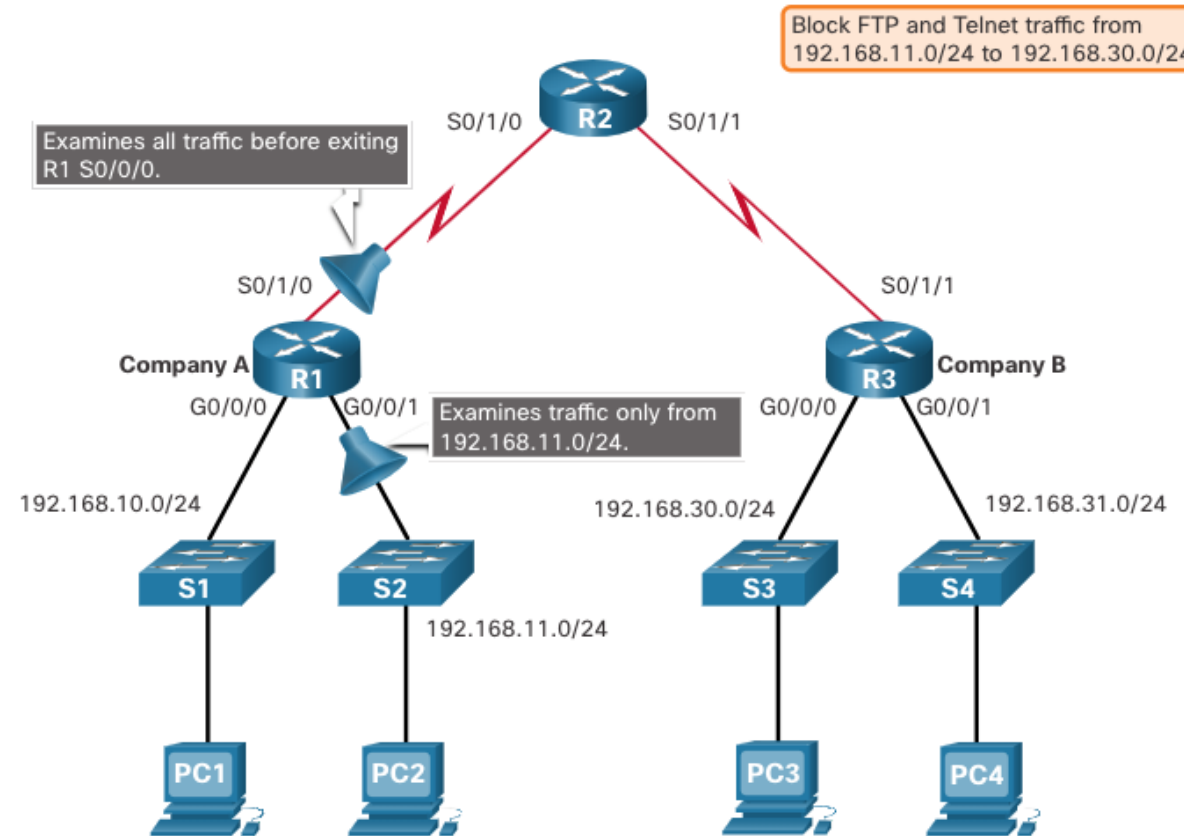 Block FTP and Telnet traffic from
192.168.11.0/24 to 192.168.30.0/24
R2
S0/1/0
S0/1/1
Examines all traffic before exiting
R1 S0/0/0.
S0/1/0
S0/1/1
Company A
R1
R3
Company B
G0/0/0
G0/0/1
Examines traffic only from
192.168.11.0/24.
G0/0/0
G0/0/1
192.168.10.0/24
192.168.30.0/24
192.168.31.0/24
S1
S2
S3
S4
192.168.11.0/24
PC1
PC2
PC3
PC4